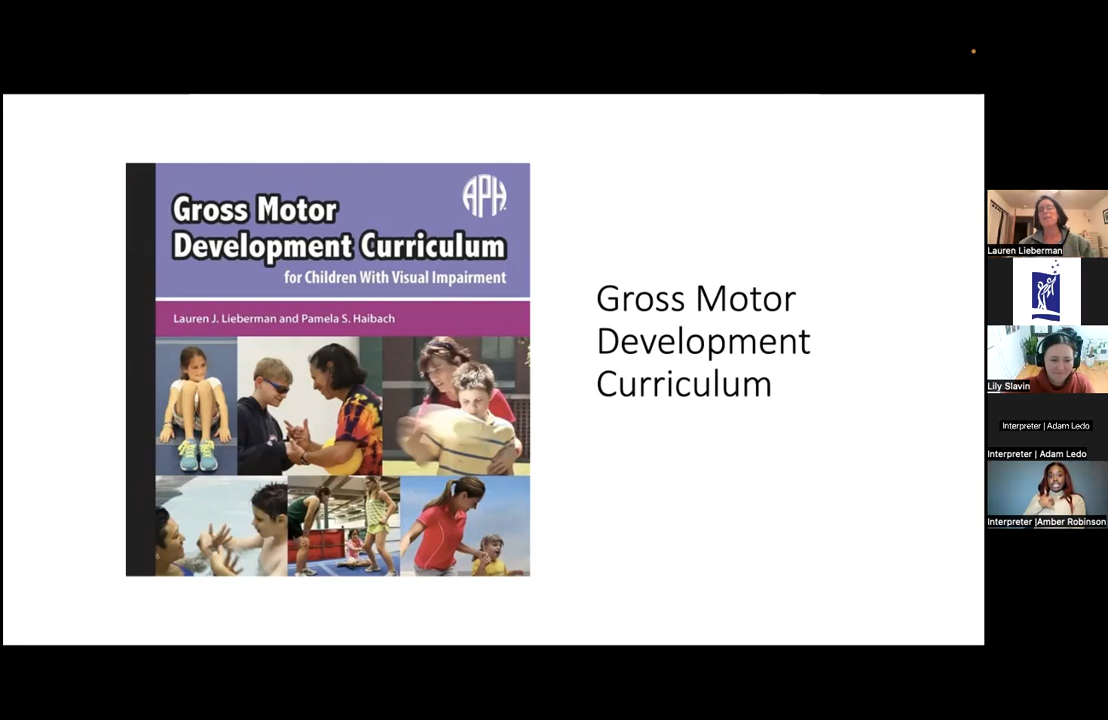 APH
Gross Motor
Development Curriculum
for Children With Visual Impairment
Lauren J. Lieberman and Pamela S. Haibach
Gross Motor
Development
Curriculum
Lauren Lieberman
Lily Slavin
Interpreter | Adam Ledo
Interpreter | Adam Ledo
Interpreter |Amber Robinson